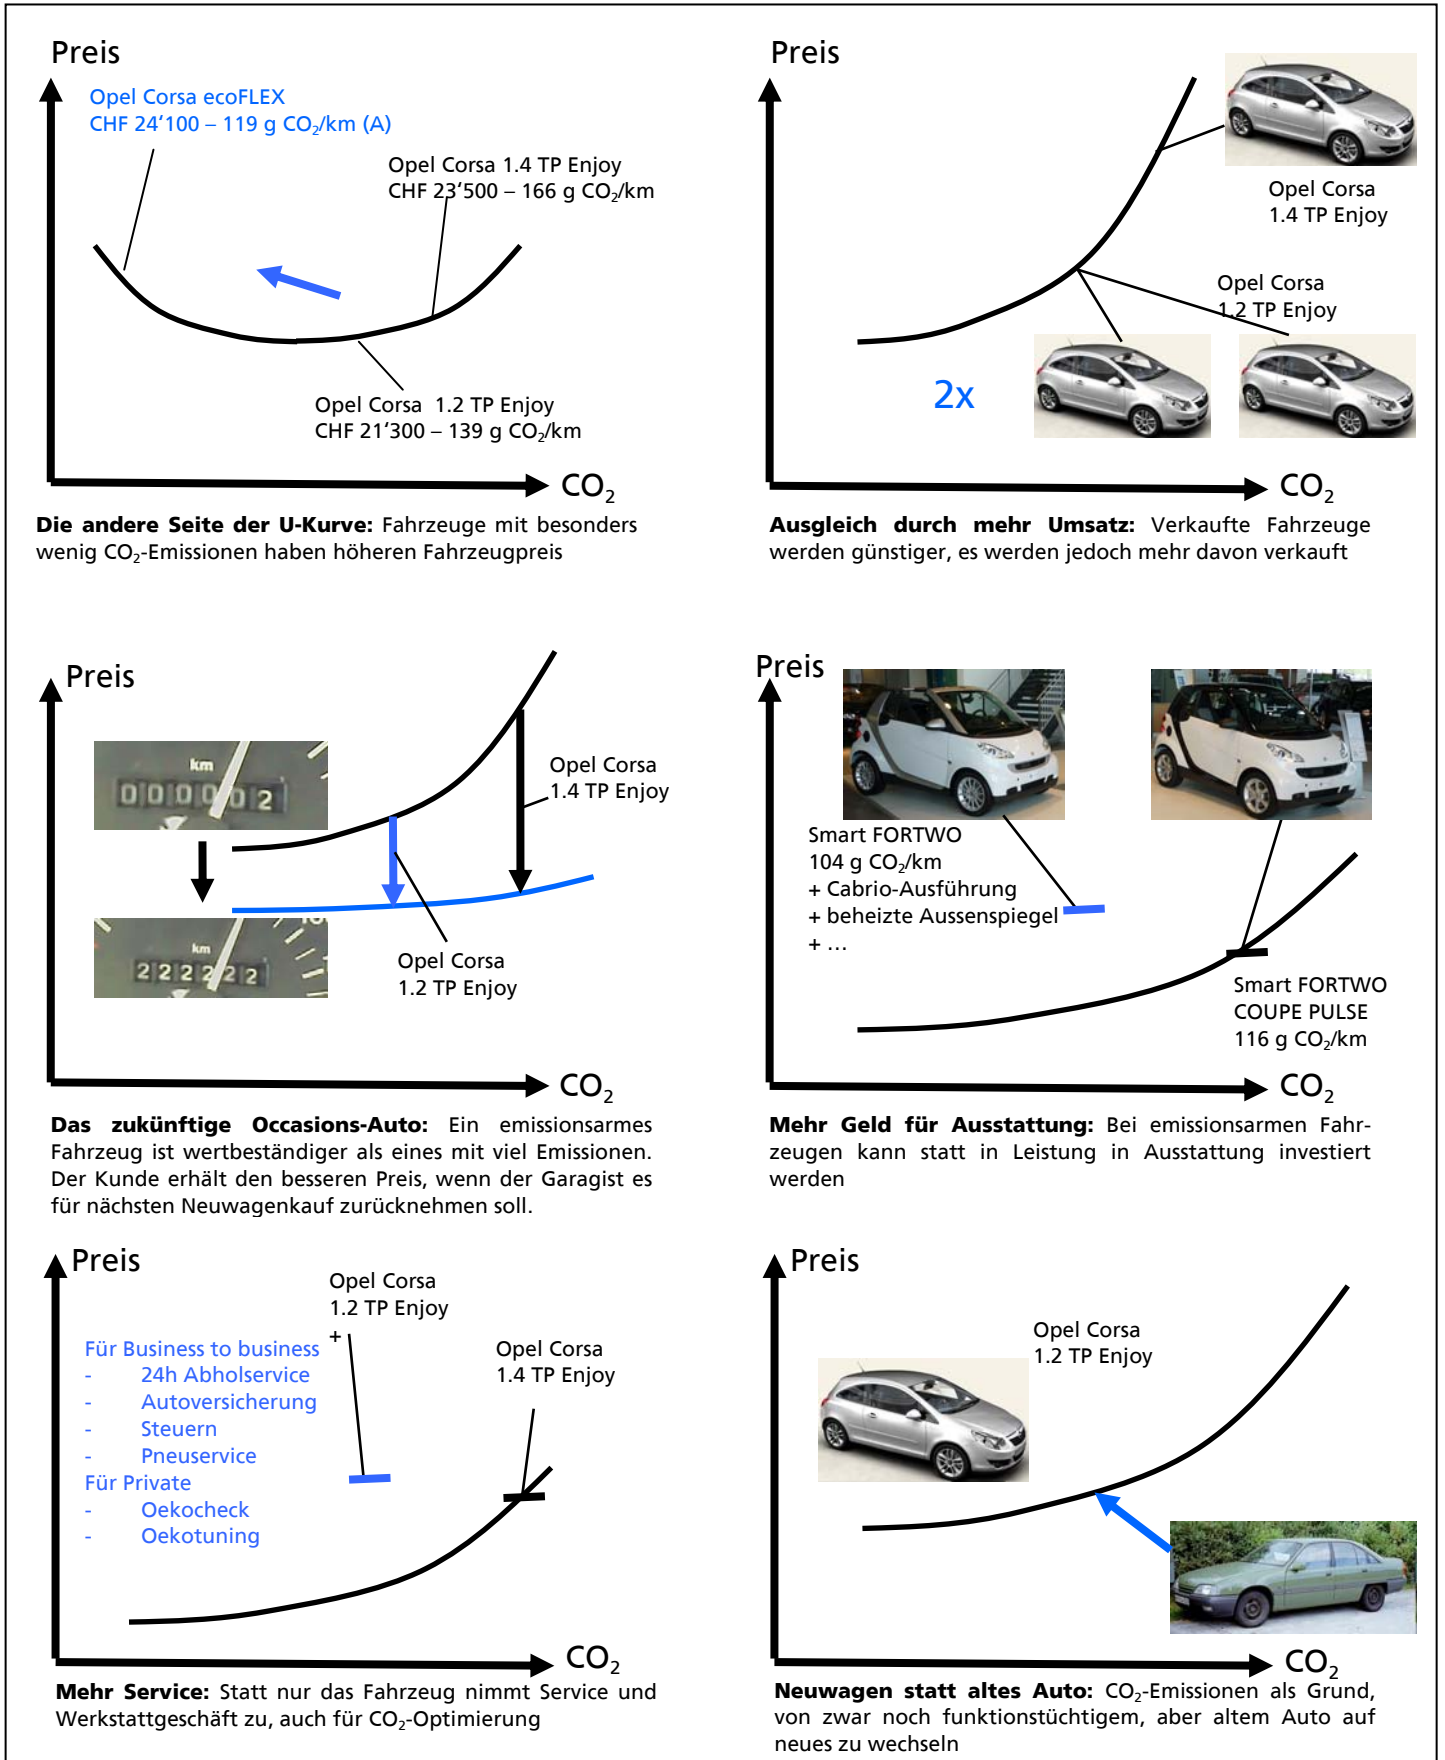 Preis
Opel Corsa ecoFLEX
CHF 24'100 – 119 g CO₂/km (A)
Opel Corsa 1.4 TP Enjoy
CHF 23'500 – 166 g CO₂/km
Opel Corsa 1.2 TP Enjoy
CHF 21'300 – 139 g CO₂/km
CO₂
Die andere Seite der U-Kurve: Fahrzeuge mit besonders
wenig CO₂-Emissionen haben höheren Fahrzeugpreis
Preis
Opel Corsa
1.4 TP Enjoy
Opel Corsa
1.2 TP Enjoy
2x
CO₂
Ausgleich durch mehr Umsatz: Verkaufte Fahrzeuge
werden günstiger, es werden jedoch mehr davon verkauft
Preis
km
000002
Opel Corsa
1.4 TP Enjoy
km
222222
Opel Corsa
1.2 TP Enjoy
CO₂
Das zukünftige Occasions-Auto: Ein emissionsarmes
Fahrzeug ist wertbeständiger als eines mit viel Emissionen.
Der Kunde erhält den besseren Preis, wenn der Garagist es
für nächsten Neuwagenkauf zurücknehmen soll.
Preis
Smart FORTWO
104 g CO₂/km
+ Cabrio-Ausführung
+ beheizte Aussenspiegel
+ ...
Smart FORTWO
COUPE PULSE
116 g CO₂/km
CO₂
Mehr Geld für Ausstattung: Bei emissionsarmen Fahr-
zeugen kann statt in Leistung in Ausstattung investiert
werden
Preis
Opel Corsa
1.2 TP Enjoy
+
Für Business to business
- 24h Abholservice
- Autoversicherung
- Steuern
- Pneuservice
Für Private
- Oekocheck
- Oekotuning
Opel Corsa
1.4 TP Enjoy
CO₂
Mehr Service: Statt nur das Fahrzeug nimmt Service und
Werkstattgeschäft zu, auch für CO₂-Optimierung
Preis
Opel Corsa
1.2 TP Enjoy
CO₂
Neuwagen statt altes Auto: CO₂-Emissionen als Grund,
von zwar noch funktionstüchtigem, aber altem Auto auf
neues zu wechseln